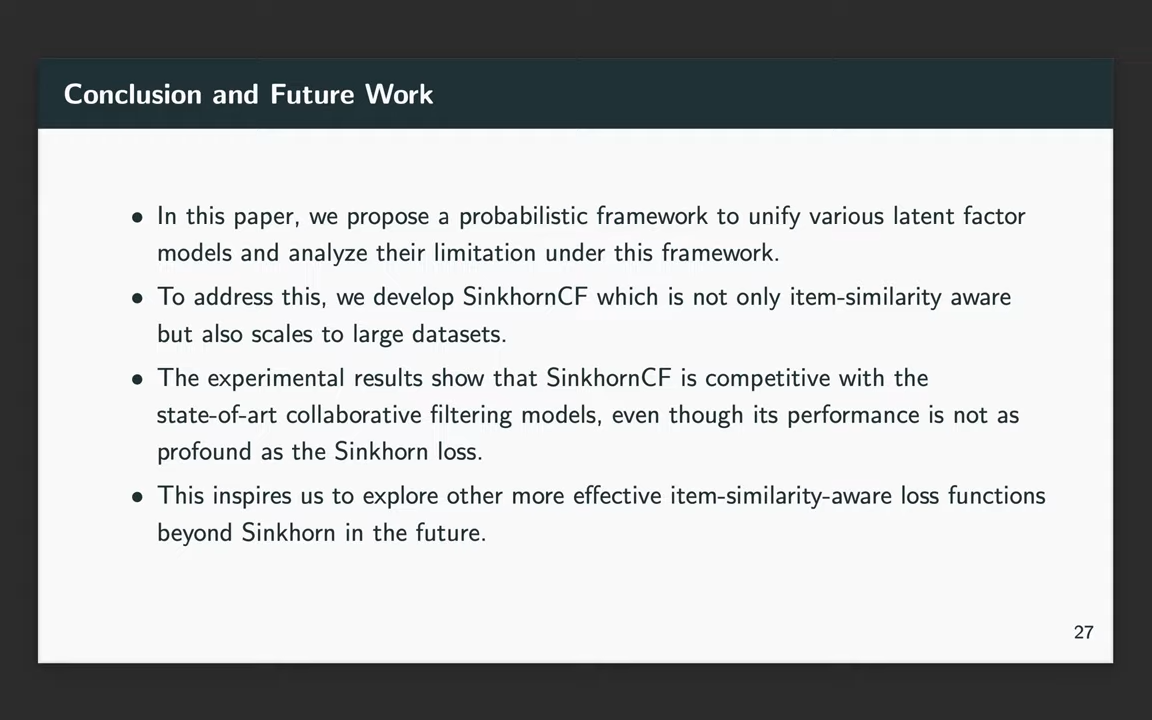 Conclusion and Future Work
• In this paper, we propose a probabilistic framework to unify various latent factor
models and analyze their limitation under this framework.
• To address this, we develop SinkhornCF which is not only item-similarity aware
but also scales to large datasets.
• The experimental results show that SinkhornCF is competitive with the
state-of-art collaborative filtering models, even though its performance is not as
profound as the Sinkhorn loss.
• This inspires us to explore other more effective item-similarity-aware loss functions
beyond Sinkhorn in the future.
27